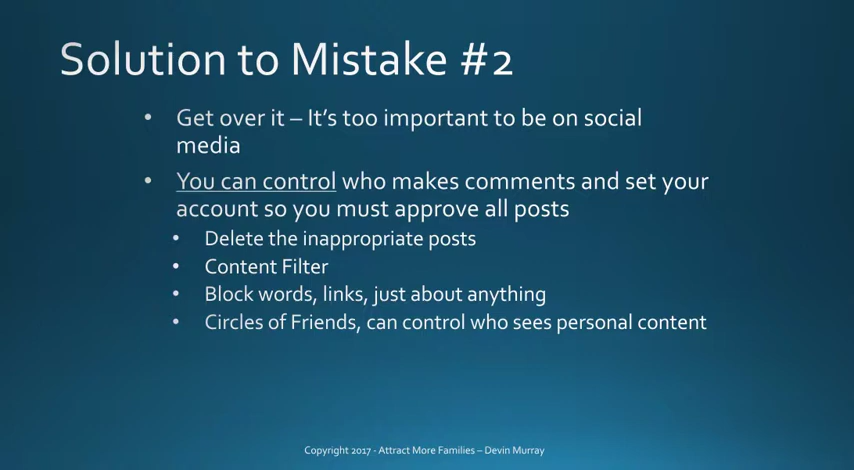 Solution to Mistake #2
• Get over it – It's too important to be on social
media
• You can control who makes comments and set your
account so you must approve all posts
• Delete the inappropriate posts
• Content Filter
• Block words, links, just about anything
• Circles of Friends, can control who sees personal content
Copyright 2017 - Attract More Families – Devin Murray